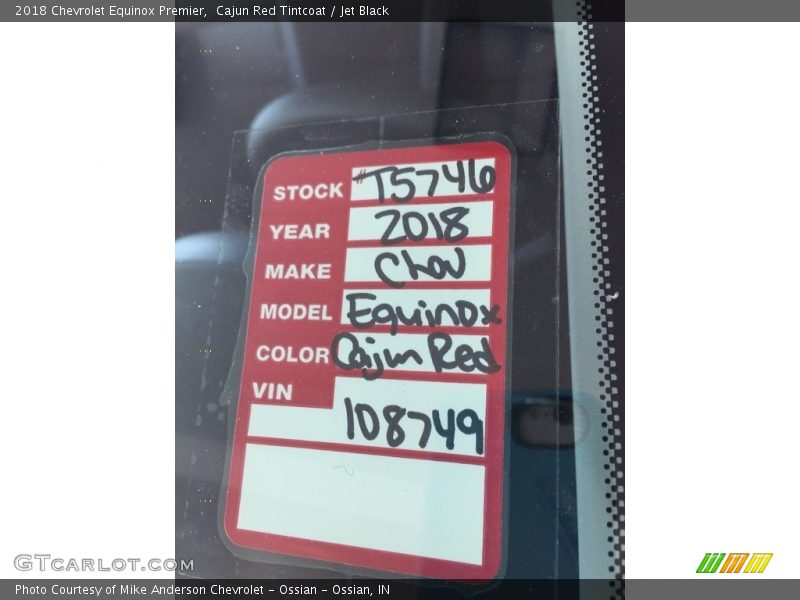 2018 Chevrolet Equinox Premier, Cajun Red Tintcoat / Jet Black
STOCK #T5746
YEAR 2018
MAKE Chev
MODEL Equinox
COLOR Cajun Red
VIN
108749
GTCARLOT.COM
Photo Courtesy of Mike Anderson Chevrolet - Ossian - Ossian, IN